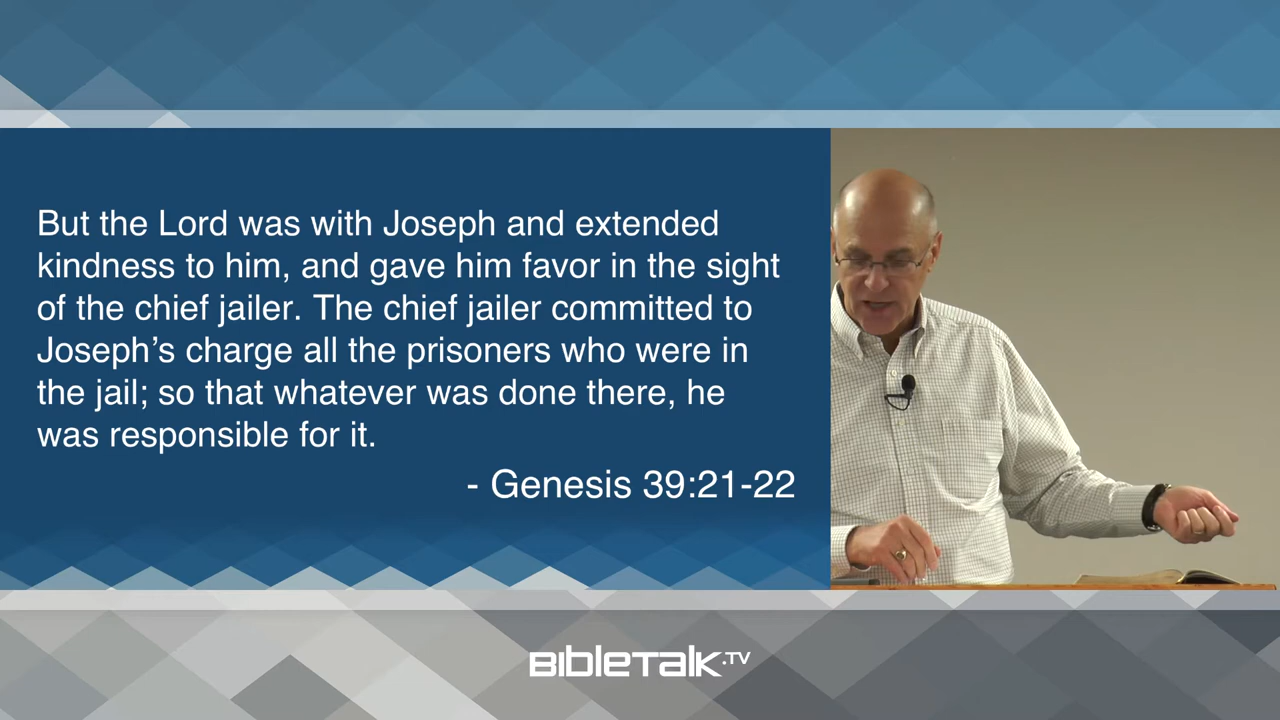 But the Lord was with Joseph and extended
kindness to him, and gave him favor in the sight
of the chief jailer. The chief jailer committed to
Joseph’s charge all the prisoners who were in
the jail; so that whatever was done there, he
was responsible for it.
- Genesis 39:21-22
BibleTalk.TV